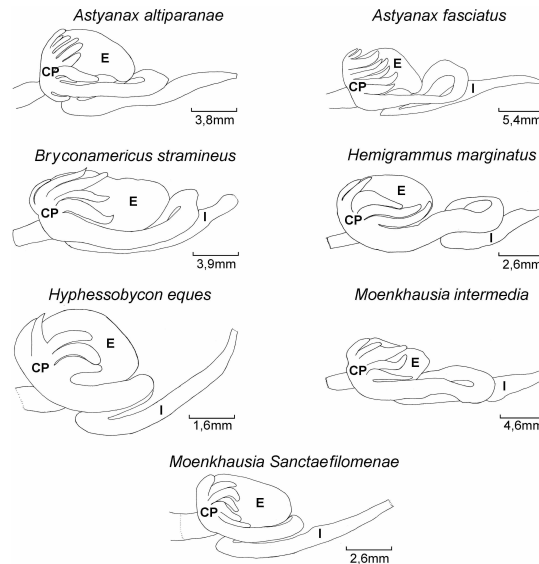 Astyanax altiparanae
E
CP
3,8mm
Astyanax fasciatus
E
CP
I
5,4mm
Bryconamericus stramineus
E
CP
I
3,9mm
Hemigrammus marginatus
E
CP
I
2,6mm
Hyphessobycon eques
E
CP
I
1,6mm
Moenkhausia intermedia
E
CP
I
4,6mm
Moenkhausia Sanctaefilomenae
E
CP
I
2,6mm